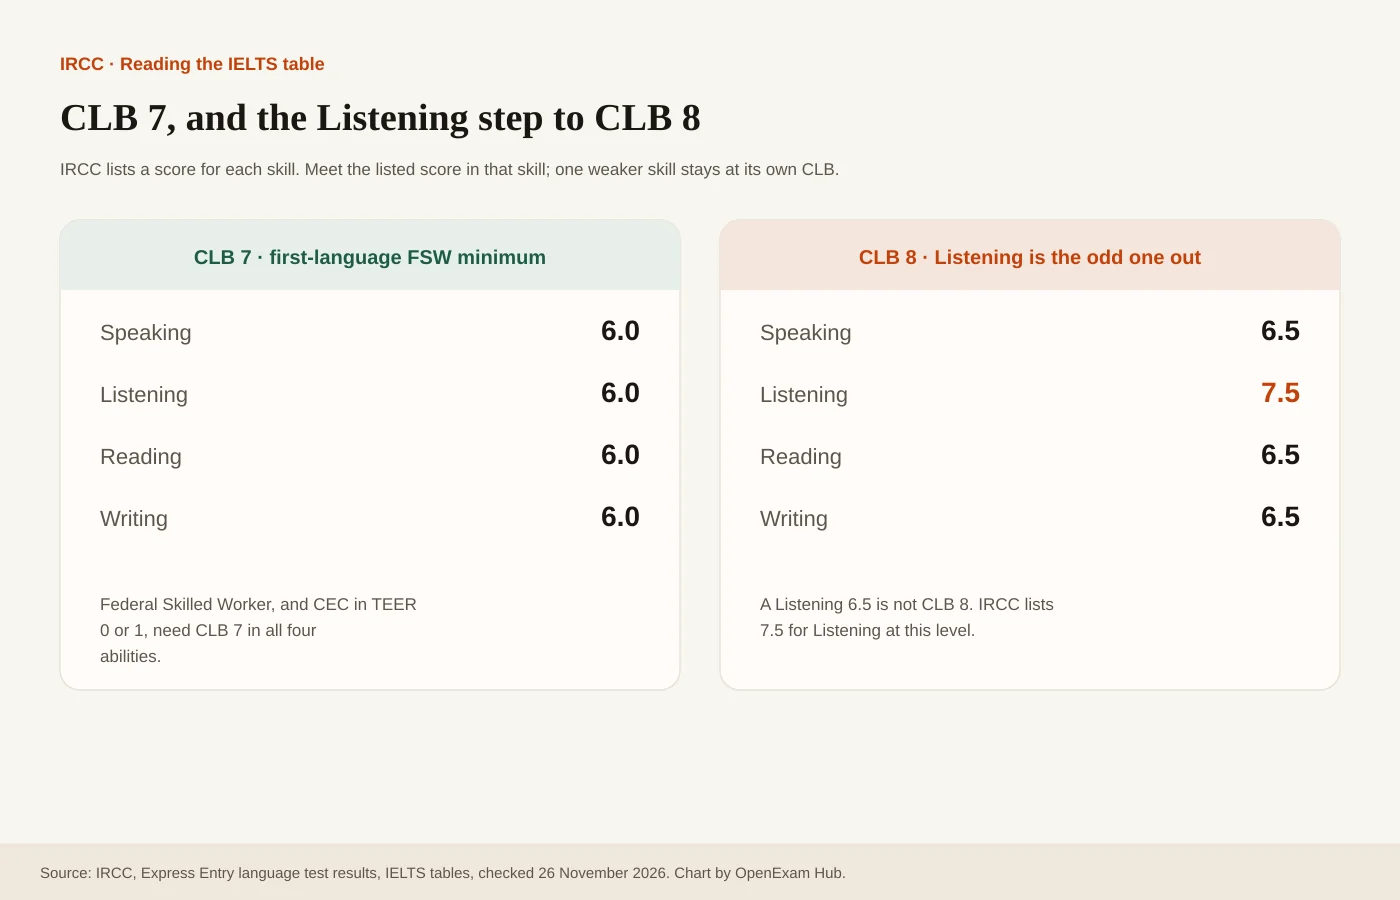 IRCC · Reading the IELTS table
CLB 7, and the Listening step to CLB 8
IRCC lists a score for each skill. Meet the listed score in that skill; one weaker skill stays at its own CLB.
CLB 7 · first-language FSW minimum
Speaking 6.0
Listening 6.0
Reading 6.0
Writing 6.0
Federal Skilled Worker, and CEC in TEER
0 or 1, need CLB 7 in all four
abilities.
CLB 8 · Listening is the odd one out
Speaking 6.5
Listening 7.5
Reading 6.5
Writing 6.5
A Listening 6.5 is not CLB 8. IRCC lists
7.5 for Listening at this level.
Source: IRCC, Express Entry language test results, IELTS tables, checked 26 November 2026. Chart by OpenExam Hub.